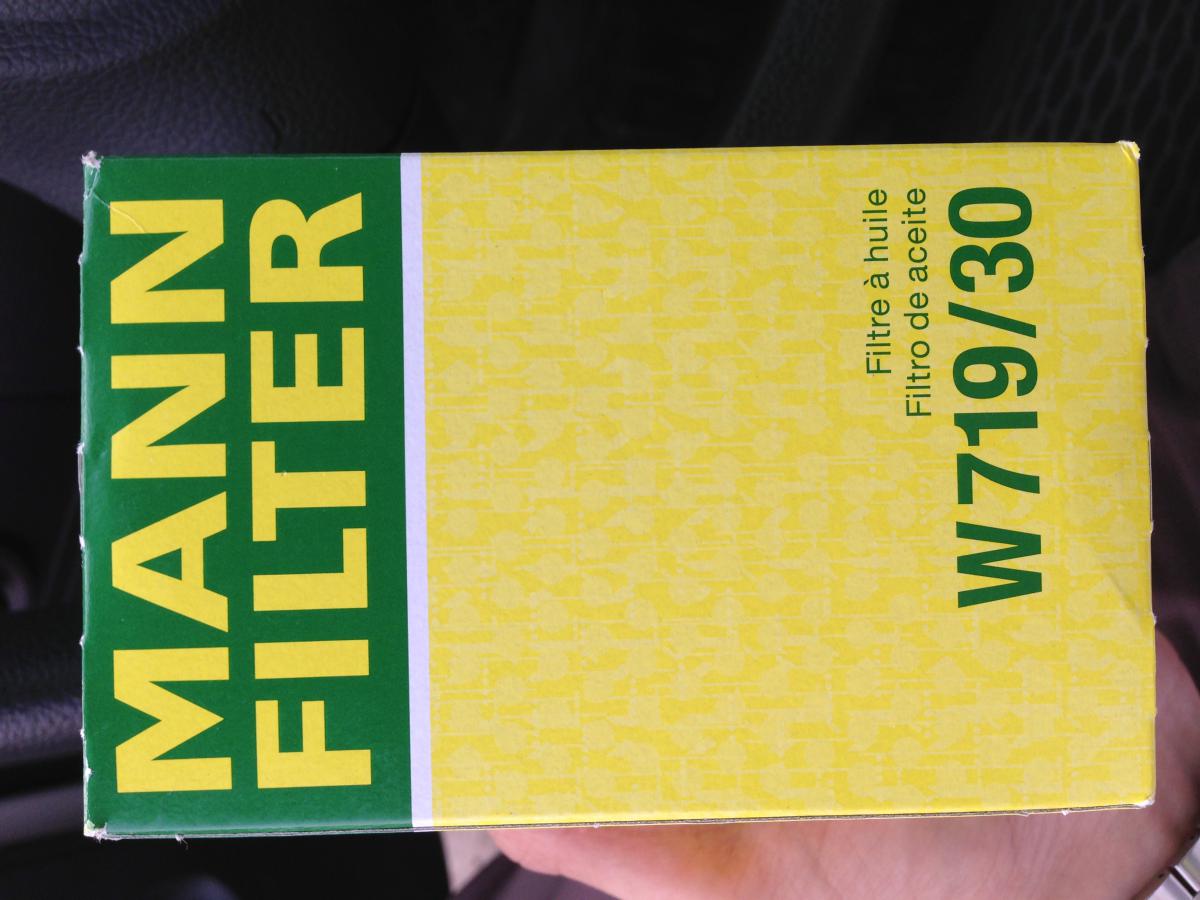 MANN
FILTER
Filtre à huile
Filtro de aceite
W 719/30